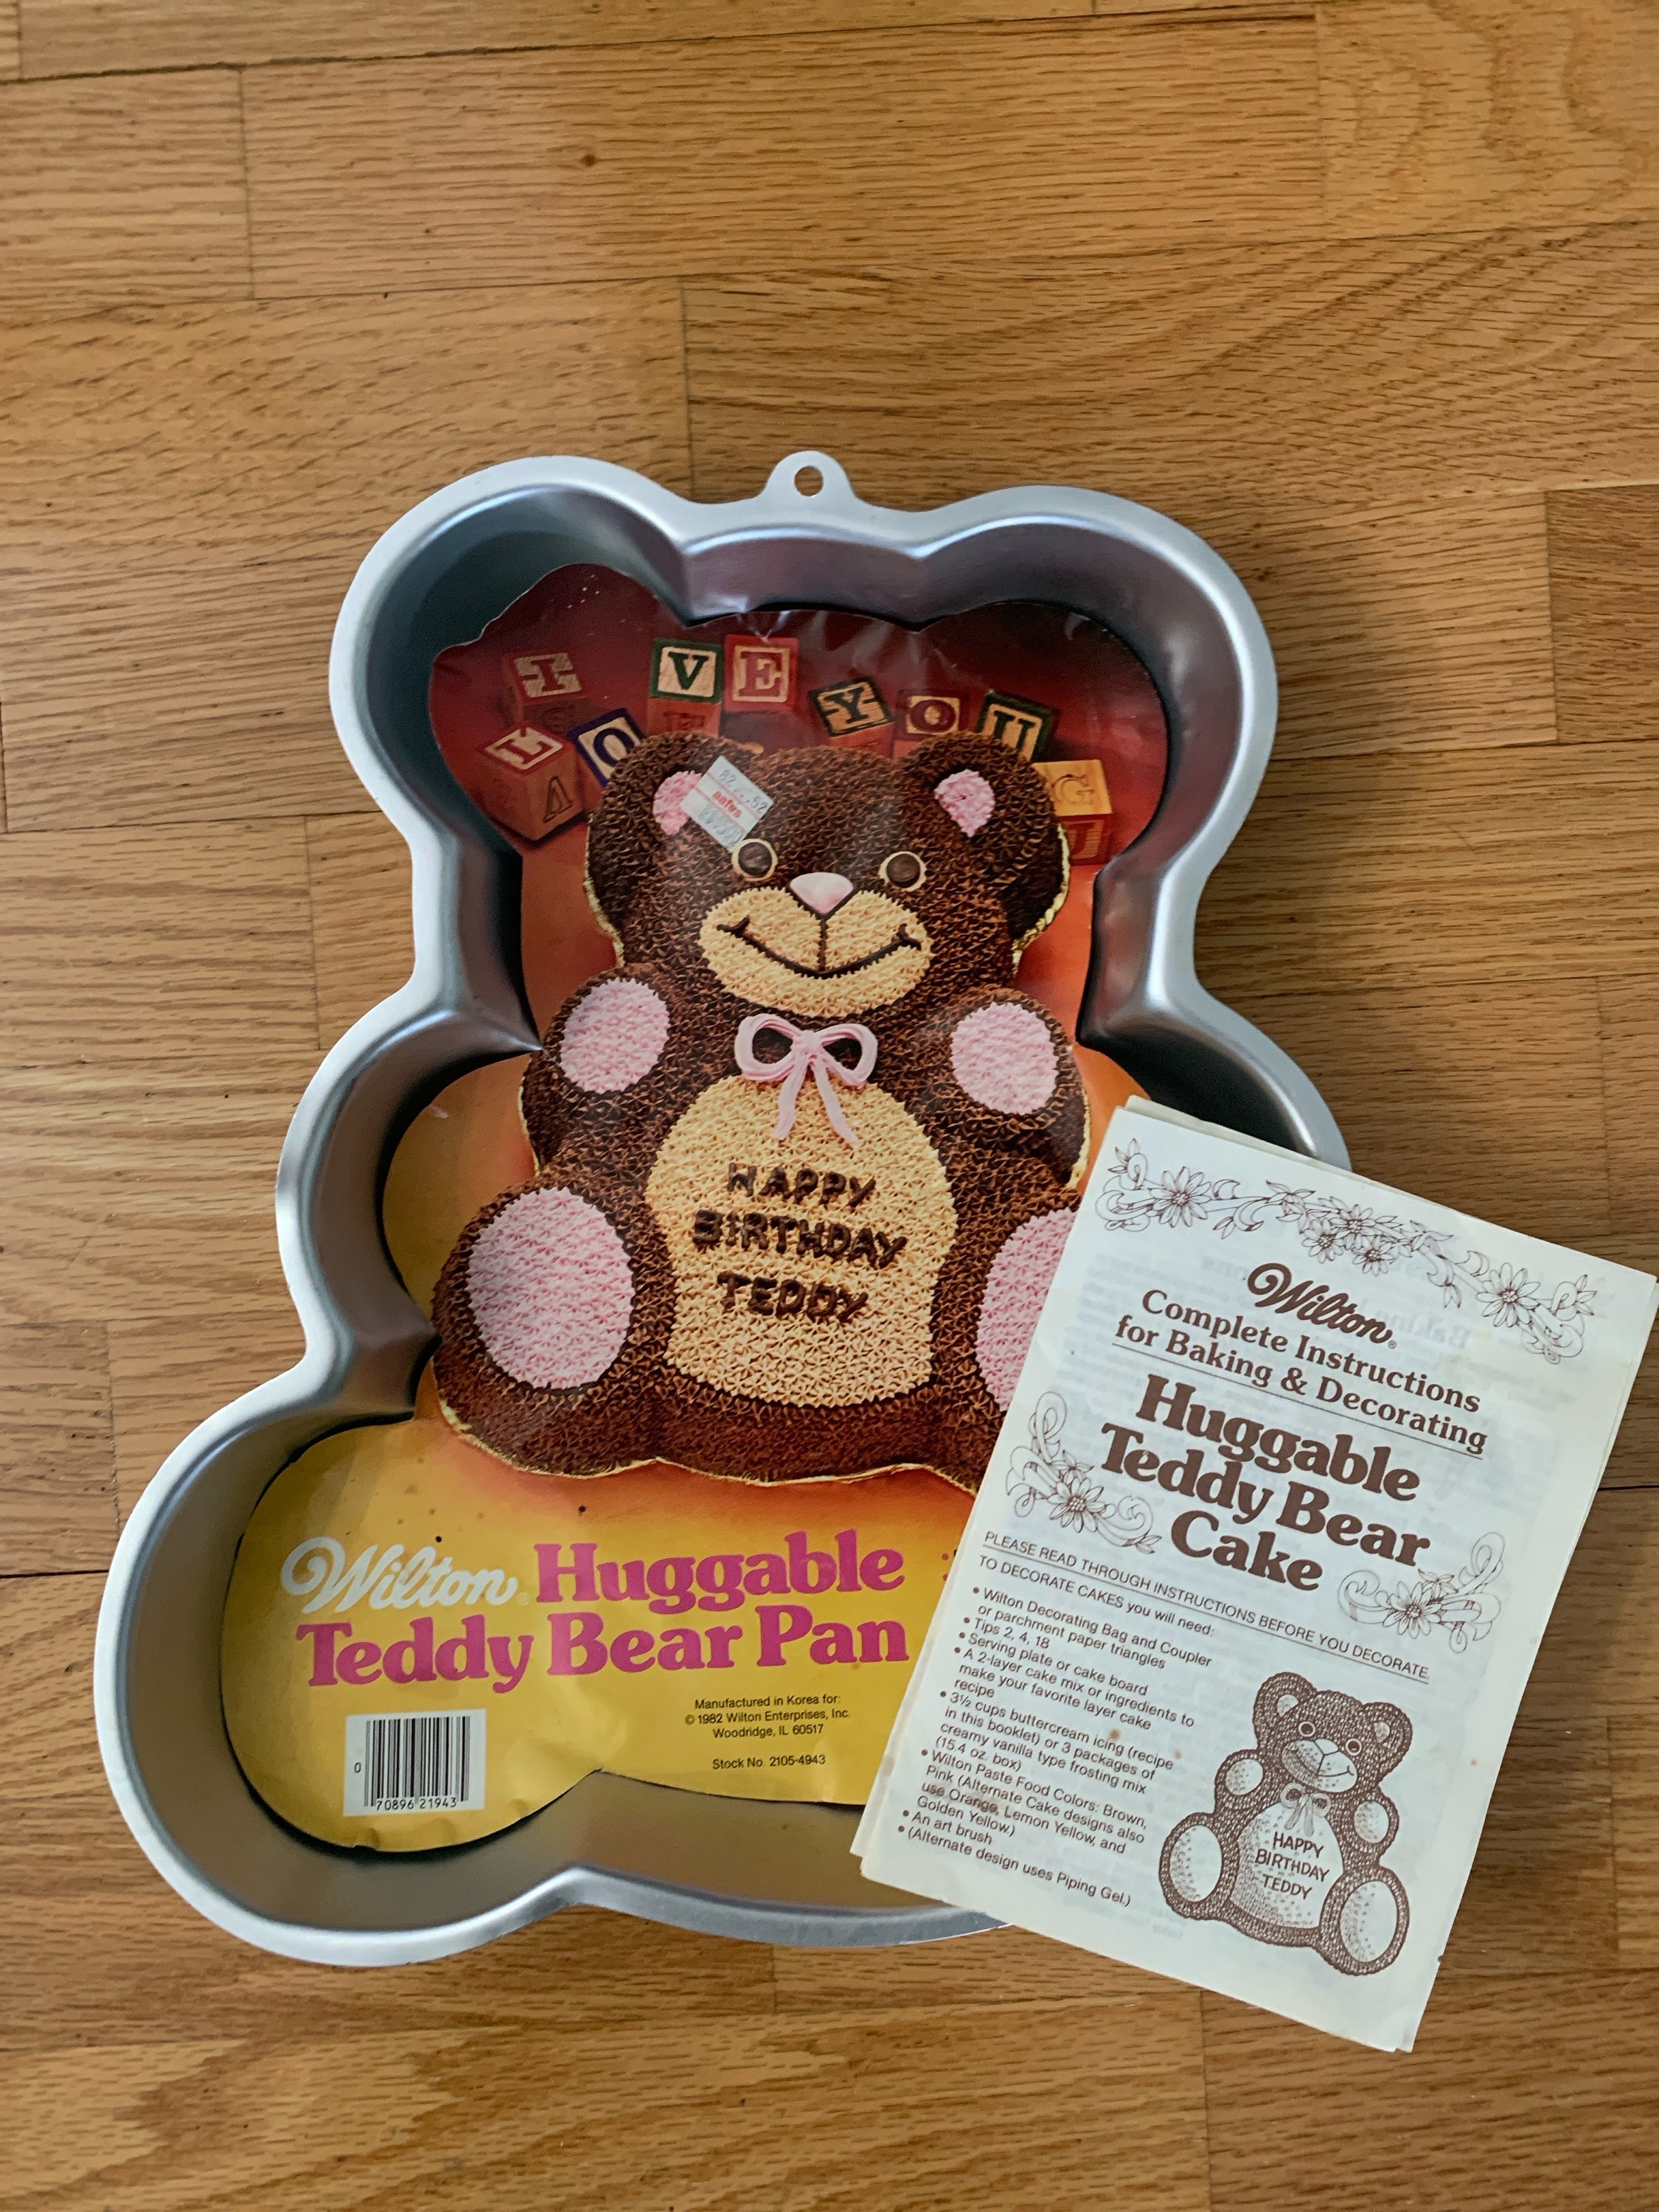 I
V E
Y O U
L O
HAPPY
BIRTHDAY
TEDDY
Wilton® Huggable
Teddy Bear Pan
Manufactured in Korea for:
© 1982 Wilton Enterprises, Inc.
Woodridge, IL 60517
Stock No. 2105-4943
0 70896 21943
Wilton®
Complete Instructions
for Baking & Decorating
Huggable
Teddy Bear
Cake
PLEASE READ THROUGH INSTRUCTIONS BEFORE YOU DECORATE.
TO DECORATE CAKES you will need:
• Wilton Decorating Bag and Coupler
or parchment paper triangles
• Tips 2, 4, 18
• Serving plate or cake board
• A 2-layer cake mix or ingredients to
make your favorite layer cake
recipe
• 3½ cups buttercream icing (recipe
in this booklet) or 3 packages of
creamy vanilla type frosting mix
(15.4 oz. box)
• Wilton Paste Food Colors: Brown,
Pink (Alternate Cake designs also
use Orange, Lemon Yellow, and
Golden Yellow.)
• An art brush
• (Alternate design uses Piping Gel.)
HAPPY
BIRTHDAY
TEDDY